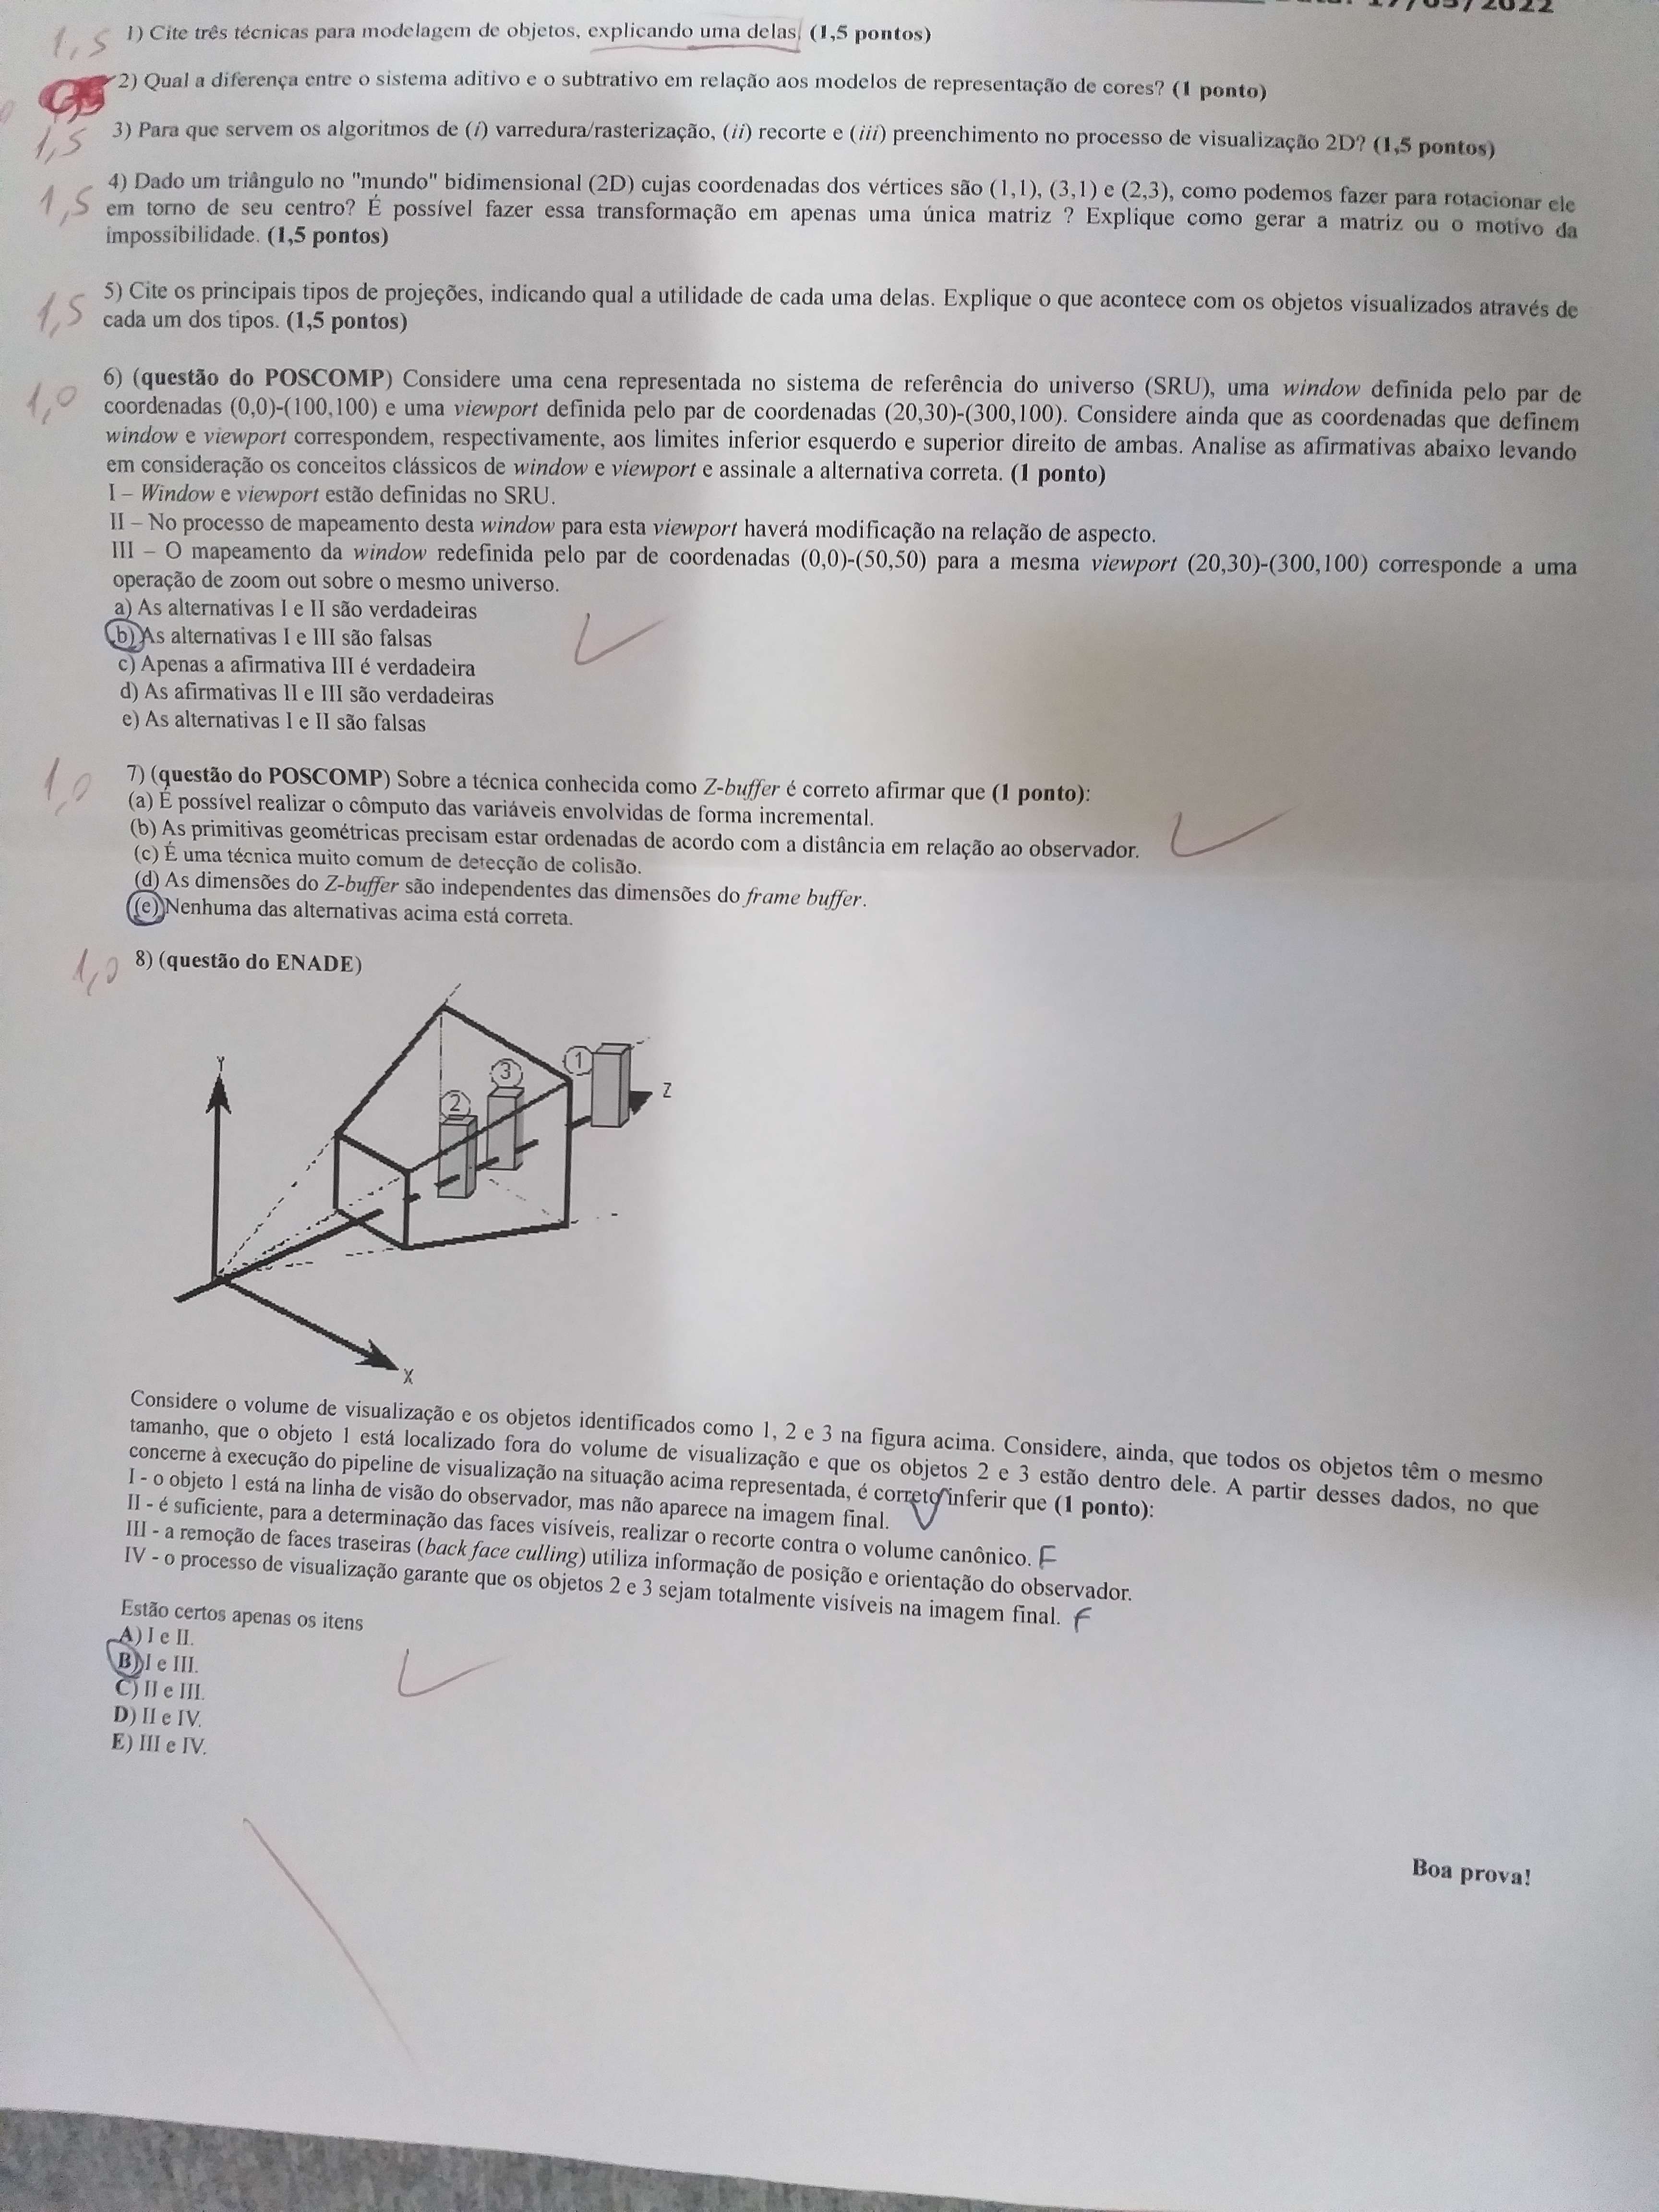 17/05/2022
1,5 1) Cite três técnicas para modelagem de objetos, explicando uma delas. (1,5 pontos)
2) Qual a diferença entre o sistema aditivo e o subtrativo em relação aos modelos de representação de cores? (1 ponto)
1,5 3) Para que servem os algoritmos de (i) varredura/rasterização, (ii) recorte e (iii) preenchimento no processo de visualização 2D? (1,5 pontos)
1,5 4) Dado um triângulo no "mundo" bidimensional (2D) cujas coordenadas dos vértices são (1,1), (3,1) e (2,3), como podemos fazer para rotacionar ele
em torno de seu centro? É possível fazer essa transformação em apenas uma única matriz ? Explique como gerar a matriz ou o motivo da
impossibilidade. (1,5 pontos)
1,5 5) Cite os principais tipos de projeções, indicando qual a utilidade de cada uma delas. Explique o que acontece com os objetos visualizados através de
cada um dos tipos. (1,5 pontos)
1,0 6) (questão do POSCOMP) Considere uma cena representada no sistema de referência do universo (SRU), uma window definida pelo par de
coordenadas (0,0)-(100,100) e uma viewport definida pelo par de coordenadas (20,30)-(300,100). Considere ainda que as coordenadas que definem
window e viewport correspondem, respectivamente, aos limites inferior esquerdo e superior direito de ambas. Analise as afirmativas abaixo levando
em consideração os conceitos clássicos de window e viewport e assinale a alternativa correta. (1 ponto)
I – Window e viewport estão definidas no SRU.
II – No processo de mapeamento desta window para esta viewport haverá modificação na relação de aspecto.
III – O mapeamento da window redefinida pelo par de coordenadas (0,0)-(50,50) para a mesma viewport (20,30)-(300,100) corresponde a uma
operação de zoom out sobre o mesmo universo.
a) As alternativas I e II são verdadeiras
b) As alternativas I e III são falsas
c) Apenas a afirmativa III é verdadeira
d) As afirmativas II e III são verdadeiras
e) As alternativas I e II são falsas
1,0 7) (questão do POSCOMP) Sobre a técnica conhecida como Z-buffer é correto afirmar que (1 ponto):
(a) É possível realizar o cômputo das variáveis envolvidas de forma incremental.
(b) As primitivas geométricas precisam estar ordenadas de acordo com a distância em relação ao observador.
(c) É uma técnica muito comum de detecção de colisão.
(d) As dimensões do Z-buffer são independentes das dimensões do frame buffer.
(e) Nenhuma das alternativas acima está correta.
1,0 8) (questão do ENADE)
Y
1
3
2
Z
X
Considere o volume de visualização e os objetos identificados como 1, 2 e 3 na figura acima. Considere, ainda, que todos os objetos têm o mesmo
tamanho, que o objeto 1 está localizado fora do volume de visualização e que os objetos 2 e 3 estão dentro dele. A partir desses dados, no que
concerne à execução do pipeline de visualização na situação acima representada, é correto inferir que (1 ponto):
I - o objeto 1 está na linha de visão do observador, mas não aparece na imagem final. V
II - é suficiente, para a determinação das faces visíveis, realizar o recorte contra o volume canônico. F
III - a remoção de faces traseiras (back face culling) utiliza informação de posição e orientação do observador.
IV - o processo de visualização garante que os objetos 2 e 3 sejam totalmente visíveis na imagem final. F
Estão certos apenas os itens
A) I e II.
B) I e III.
C) II e III.
D) II e IV.
E) III e IV.
Boa prova!